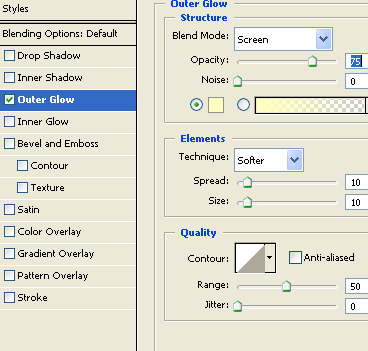 Styles
Blending Options: Default
Drop Shadow
Inner Shadow
Outer Glow
Inner Glow
Bevel and Emboss
Contour
Texture
Satin
Color Overlay
Gradient Overlay
Pattern Overlay
Stroke
Outer Glow
Structure
Blend Mode: Screen
Opacity: 75
Noise: 0
Elements
Technique: Softer
Spread: 10
Size: 10
Quality
Contour: Anti-aliased
Range: 50
Jitter: 0